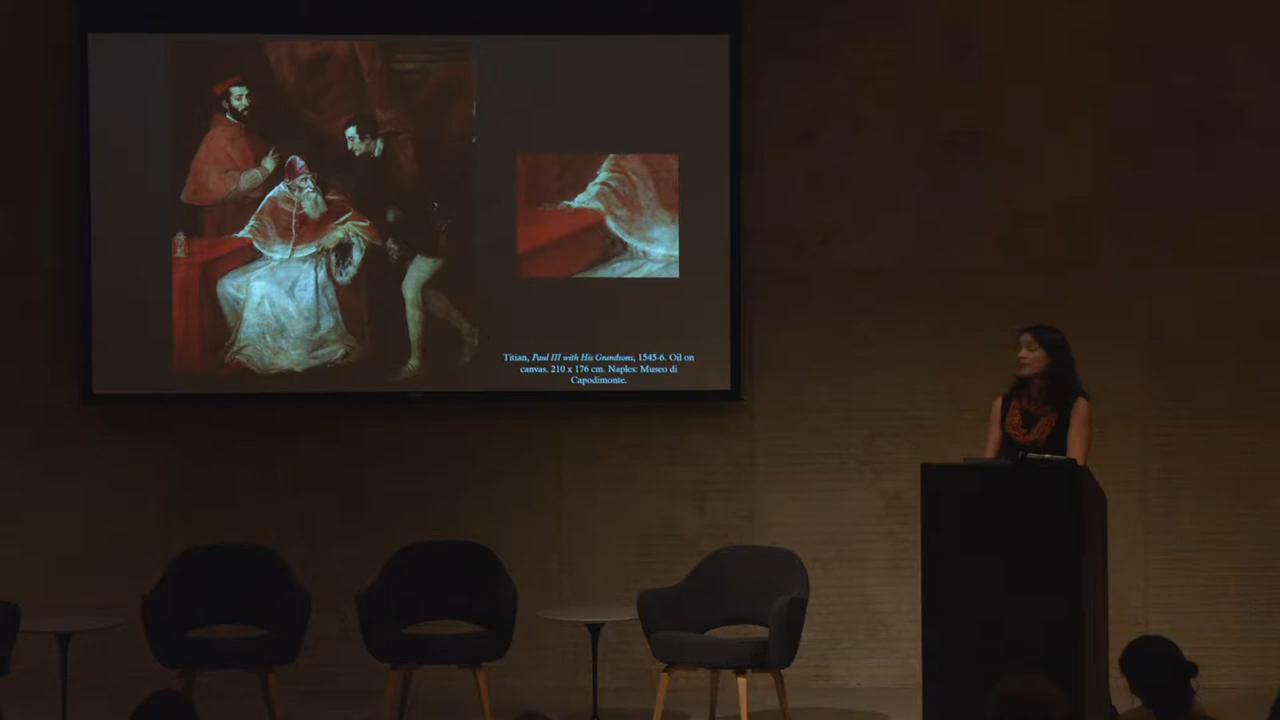 Titian, Paul III with His Grandsons, 1545-6. Oil on
canvas. 210 x 176 cm. Naples: Museo di
Capodimonte.